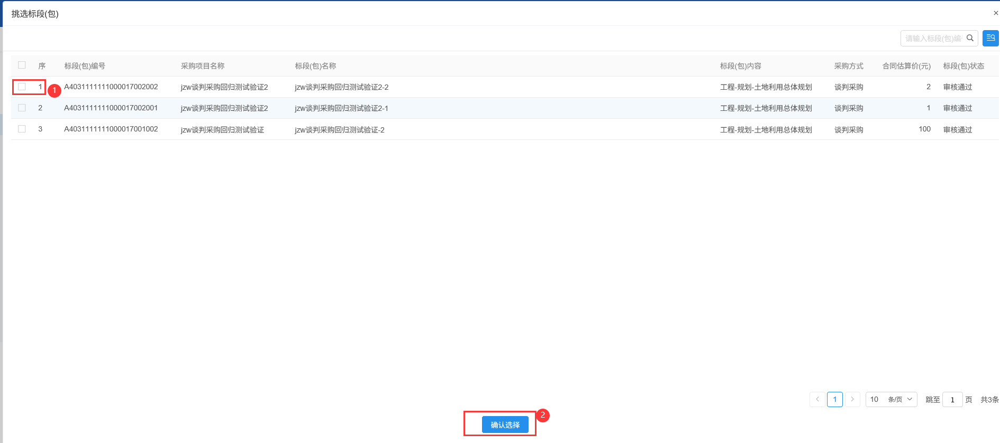 挑选标段(包)
×
请输入标段(包)编
序 标段(包)编号 采购项目名称 标段(包)名称 标段(包)内容 采购方式 合同估算价(元) 标段(包)状态
1 1 A4031111111000017002002 jzw谈判采购回归测试验证2 jzw谈判采购回归测试验证2-2 工程-规划-土地利用总体规划 谈判采购 2 审核通过
2 A4031111111000017002001 jzw谈判采购回归测试验证2 jzw谈判采购回归测试验证2-1 工程-规划-土地利用总体规划 谈判采购 1 审核通过
3 A4031111111000017001002 jzw谈判采购回归测试验证 jzw谈判采购回归测试验证-2 工程-规划-土地利用总体规划 谈判采购 100 审核通过
1 10 条/页 跳至 1 页 共3条
确认选择 2